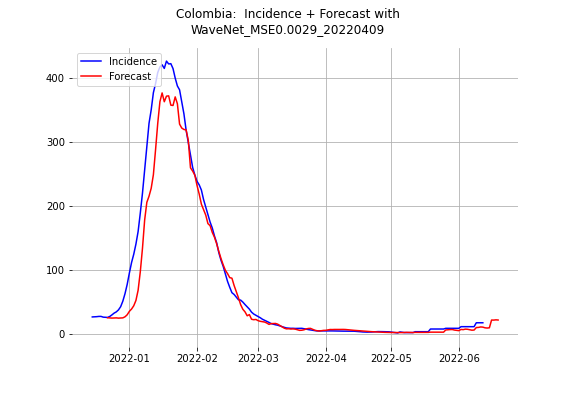 Colombia:  Incidence + Forecast with
WaveNet_MSE0.0029_20220409
Incidence
Forecast
400
300
200
100
0
2022-01 2022-02 2022-03 2022-04 2022-05 2022-06